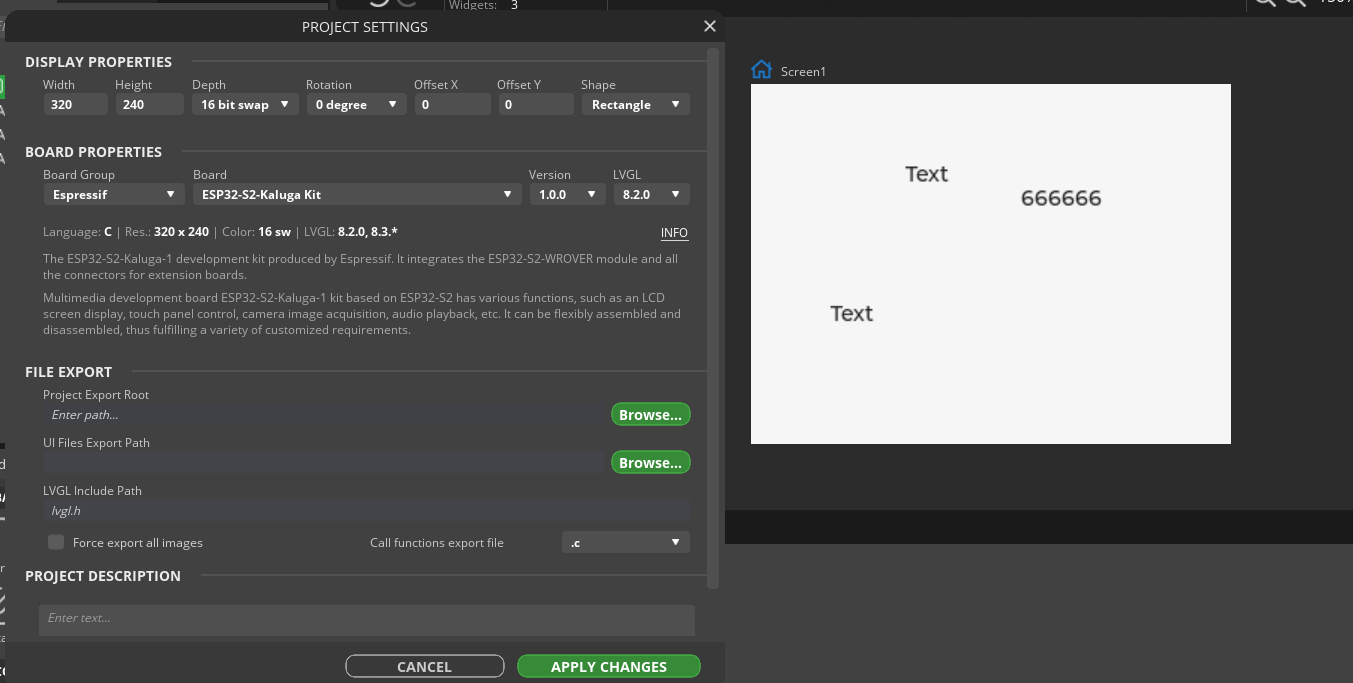 Widgets: 3
PROJECT SETTINGS
DISPLAY PROPERTIES
Width Height Depth Rotation Offset X Offset Y Shape
320 240 16 bit swap 0 degree 0 0 Rectangle
BOARD PROPERTIES
Board Group Board Version LVGL
Espressif ESP32-S2-Kaluga Kit 1.0.0 8.2.0
Language: C | Res.: 320 x 240 | Color: 16 sw | LVGL: 8.2.0, 8.3.* INFO
The ESP32-S2-Kaluga-1 development kit produced by Espressif. It integrates the ESP32-S2-WROVER module and all
the connectors for extension boards.
Multimedia development board ESP32-S2-Kaluga-1 kit based on ESP32-S2 has various functions, such as an LCD
screen display, touch panel control, camera image acquisition, audio playback, etc. It can be flexibly assembled and
disassembled, thus fulfilling a variety of customized requirements.
FILE EXPORT
Project Export Root
Enter path... Browse...
UI Files Export Path
Browse...
LVGL Include Path
lvgl.h
Force export all images Call functions export file .c
PROJECT DESCRIPTION
Enter text...
CANCEL APPLY CHANGES
Screen1
Text
666666
Text